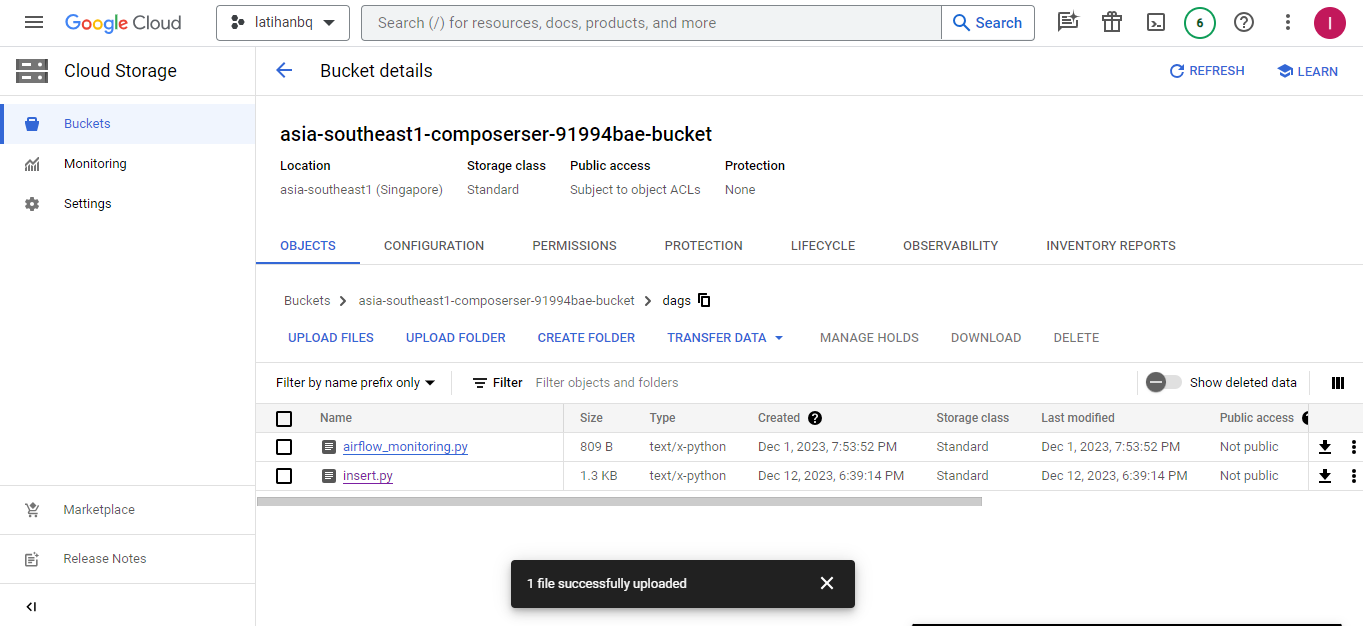 Google Cloud
latihanbq
Search (/) for resources, docs, products, and more
Search
6
I
Cloud Storage
Bucket details
REFRESH
LEARN
Buckets
Monitoring
Settings
asia-southeast1-composerser-91994bae-bucket
Location Storage class Public access Protection
asia-southeast1 (Singapore) Standard Subject to object ACLs None
OBJECTS CONFIGURATION PERMISSIONS PROTECTION LIFECYCLE OBSERVABILITY INVENTORY REPORTS
Buckets > asia-southeast1-composerser-91994bae-bucket > dags
UPLOAD FILES UPLOAD FOLDER CREATE FOLDER TRANSFER DATA MANAGE HOLDS DOWNLOAD DELETE
Filter by name prefix only Filter Filter objects and folders Show deleted data
Name Size Type Created Storage class Last modified Public access
airflow_monitoring.py 809 B text/x-python Dec 1, 2023, 7:53:52 PM Standard Dec 1, 2023, 7:53:52 PM Not public
insert.py 1.3 KB text/x-python Dec 12, 2023, 6:39:14 PM Standard Dec 12, 2023, 6:39:14 PM Not public
Marketplace
Release Notes
1 file successfully uploaded